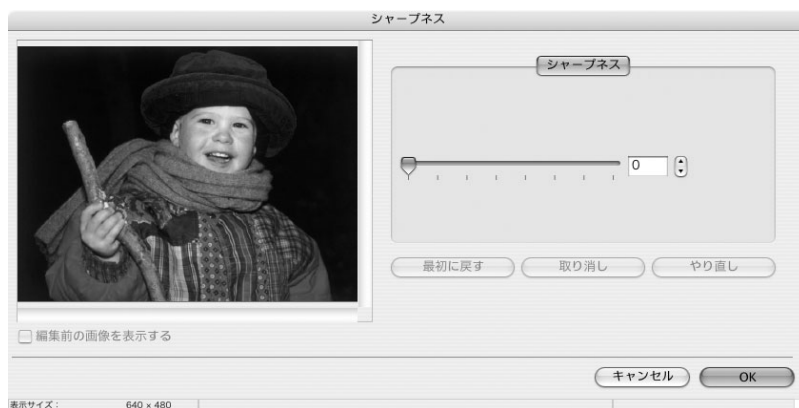 シャープネス
シャープネス
0
最初に戻す 取り消し やり直し
編集前の画像を表示する
キャンセル OK
表示サイズ： 640 × 480